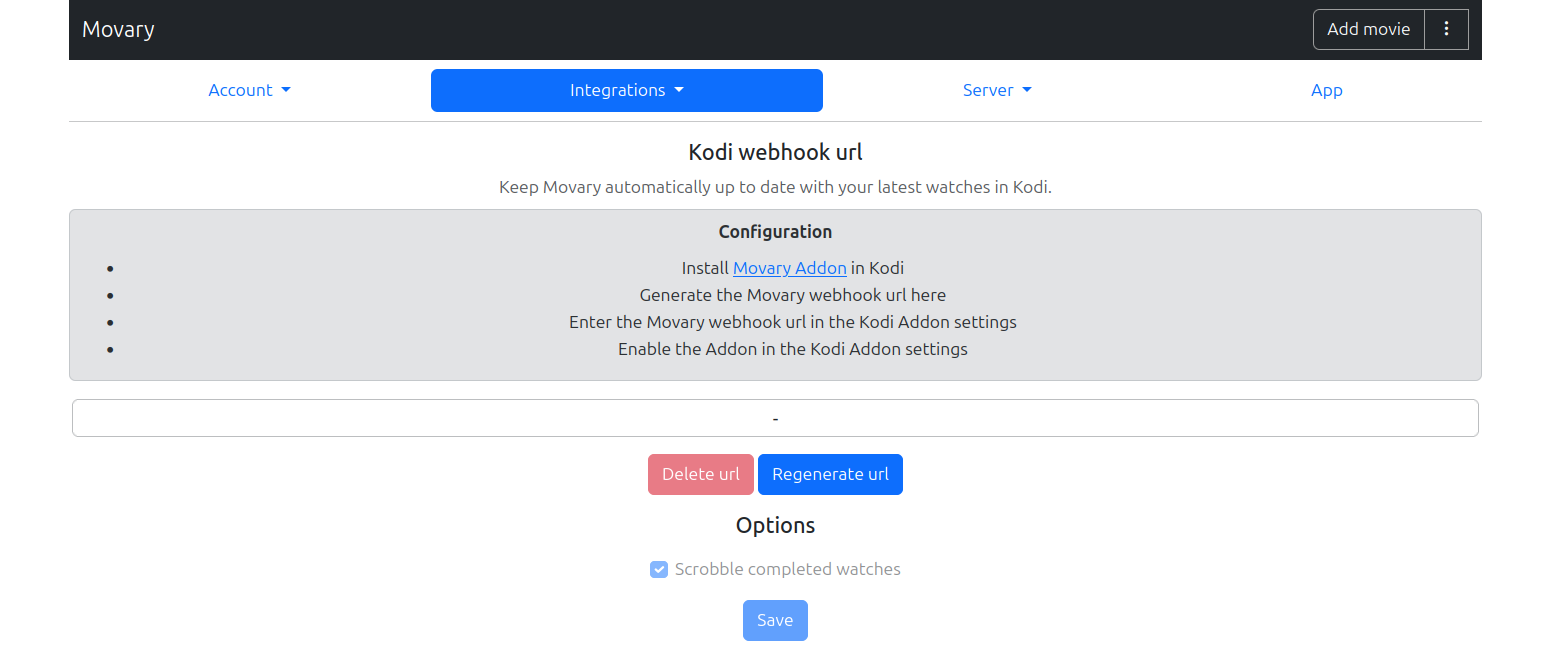 Movary
Add movie
Account
Integrations
Server
App
Kodi webhook url
Keep Movary automatically up to date with your latest watches in Kodi.
Configuration
• Install Movary Addon in Kodi
• Generate the Movary webhook url here
• Enter the Movary webhook url in the Kodi Addon settings
• Enable the Addon in the Kodi Addon settings
-
Delete url
Regenerate url
Options
Scrobble completed watches
Save